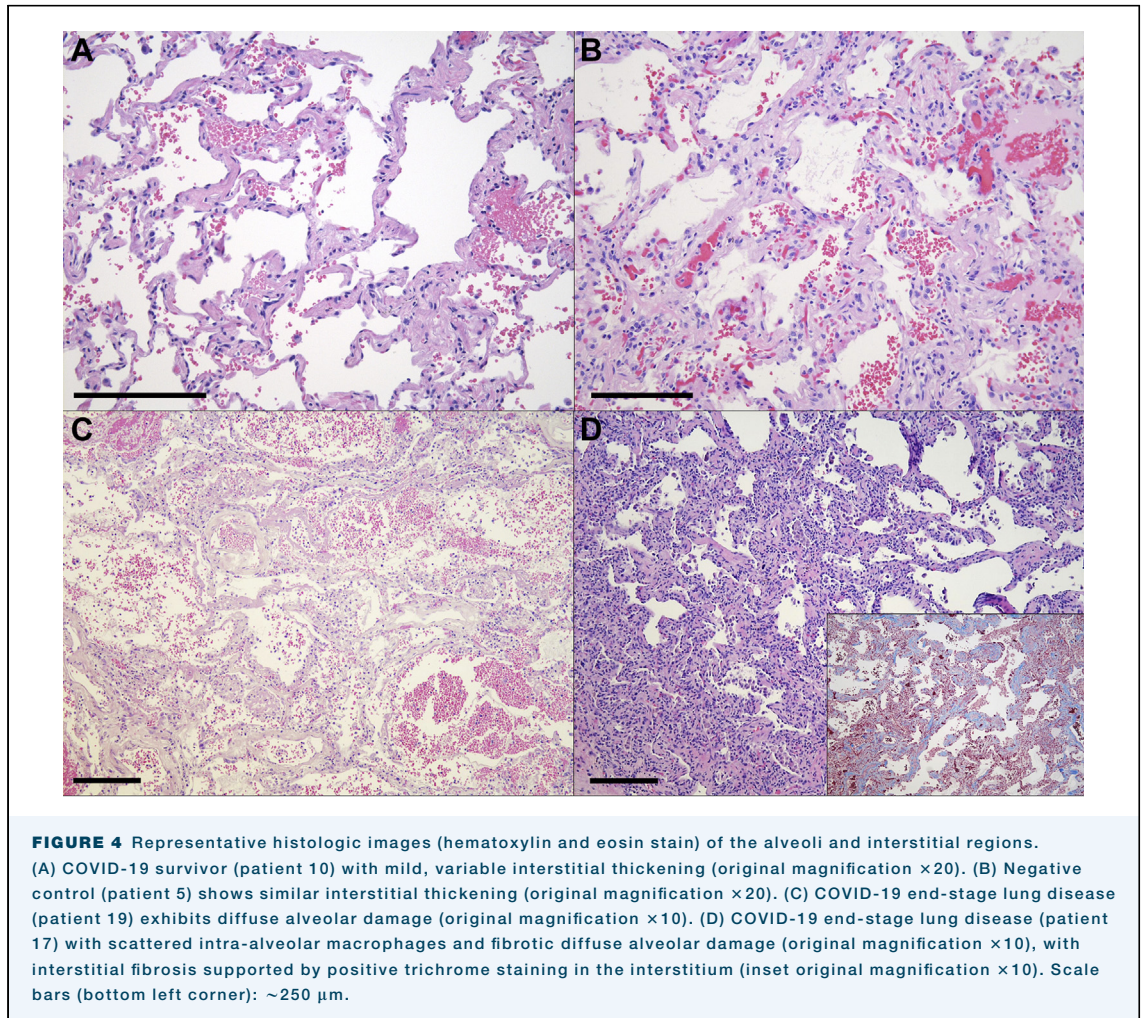 A
B
C
D
FIGURE 4 Representative histologic images (hematoxylin and eosin stain) of the alveoli and interstitial regions.
(A) COVID-19 survivor (patient 10) with mild, variable interstitial thickening (original magnification ×20). (B) Negative
control (patient 5) shows similar interstitial thickening (original magnification ×20). (C) COVID-19 end-stage lung disease
(patient 19) exhibits diffuse alveolar damage (original magnification ×10). (D) COVID-19 end-stage lung disease (patient
17) with scattered intra-alveolar macrophages and fibrotic diffuse alveolar damage (original magnification ×10), with
interstitial fibrosis supported by positive trichrome staining in the interstitium (inset original magnification ×10). Scale
bars (bottom left corner): ~250 μm.